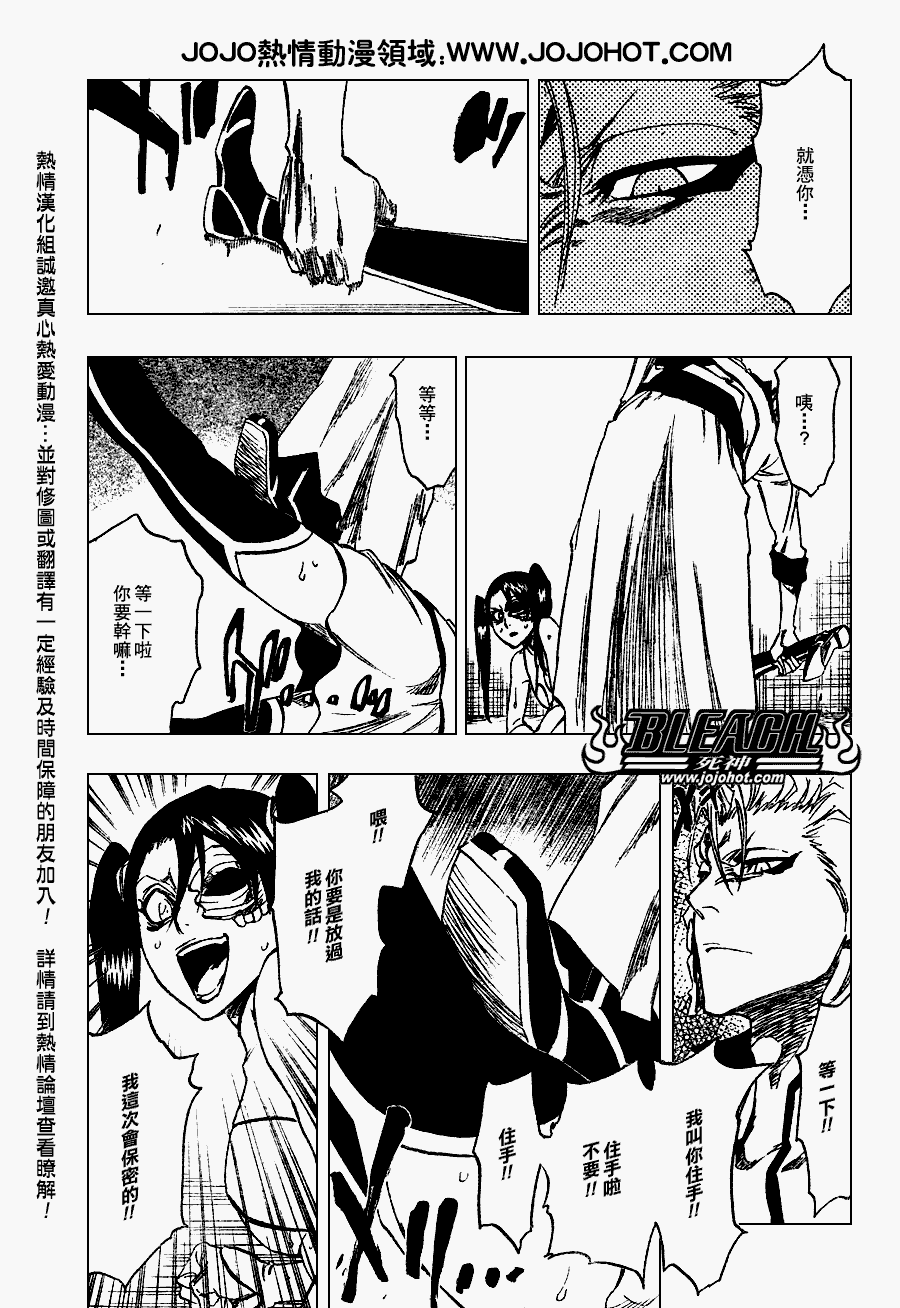 JOJO熱情動漫領域:WWW.JOJOHOT.COM
就憑你…
咦…?
等等…
等一下啦
你要幹嘛…
BLEACH
死神
www.jojohot.com
等一下!!
我叫你住手!!
住手啦
不要!!
住手!!
喂!!
你要是放過
我的話!!
我這次會保密的!!
熱情漢化組誠邀真心熱愛動漫…並對修圖或翻譯有一定經驗及時間保障的朋友加入! 詳情請到熱情論壇查看瞭解!